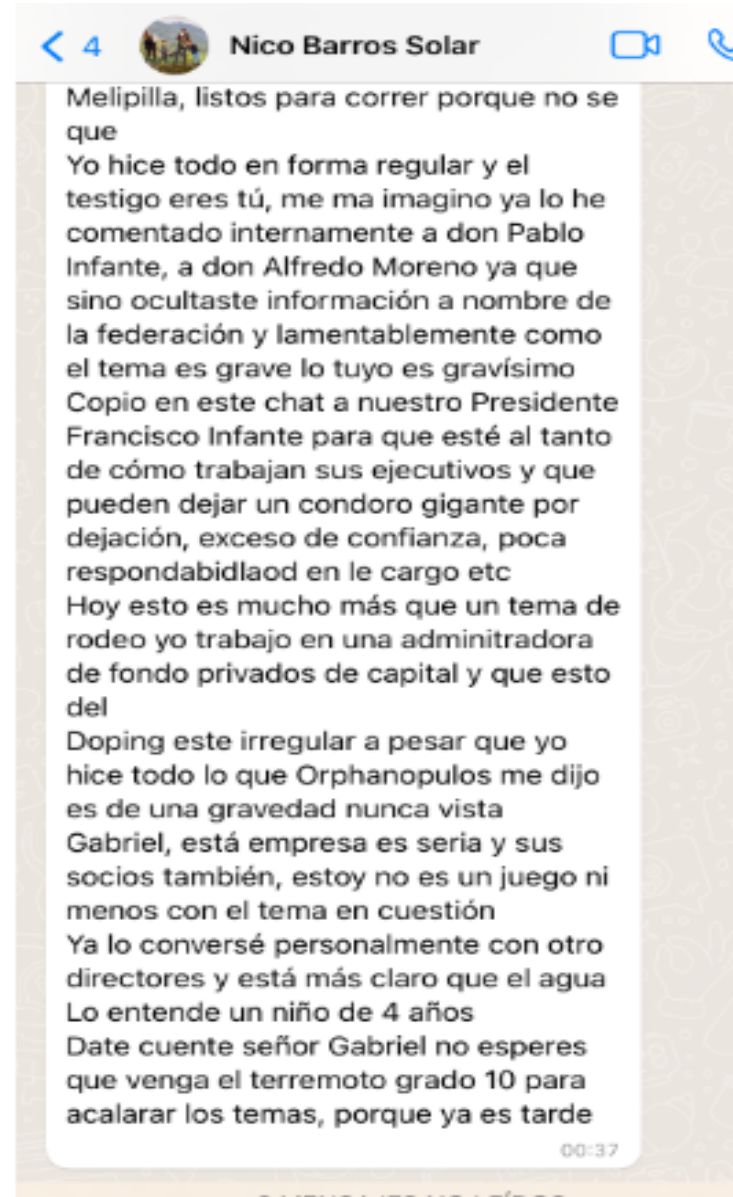 4 Nico Barros Solar
Melipilla, listos para correr porque no se
que
Yo hice todo en forma regular y el
testigo eres tú, me ma imagino ya lo he
comentado internamente a don Pablo
Infante, a don Alfredo Moreno ya que
sino ocultaste información a nombre de
la federación y lamentablemente como
el tema es grave lo tuyo es gravísimo
Copio en este chat a nuestro Presidente
Francisco Infante para que esté al tanto
de cómo trabajan sus ejecutivos y que
pueden dejar un condoro gigante por
dejación, exceso de confianza, poca
respondabidlaod en le cargo etc
Hoy esto es mucho más que un tema de
rodeo yo trabajo en una adminitradora
de fondo privados de capital y que esto
del
Doping este irregular a pesar que yo
hice todo lo que Orphanopulos me dijo
es de una gravedad nunca vista
Gabriel, está empresa es seria y sus
socios también, estoy no es un juego ni
menos con el tema en cuestión
Ya lo conversé personalmente con otro
directores y está más claro que el agua
Lo entende un niño de 4 años
Date cuente señor Gabriel no esperes
que venga el terremoto grado 10 para
acalarar los temas, porque ya es tarde
00:37